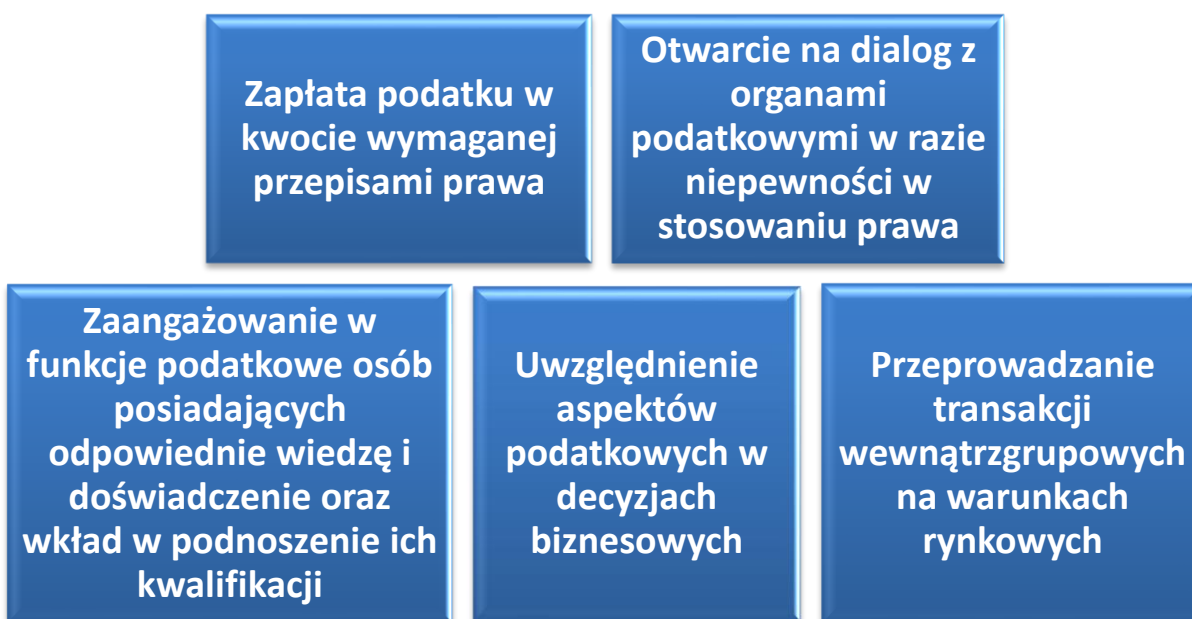 Zapłata podatku w
kwocie wymaganej
przepisami prawa
Otwarcie na dialog z
organami
podatkowymi w razie
niepewności w
stosowaniu prawa
Zaangażowanie w
funkcje podatkowe osób
posiadających
odpowiednie wiedzę i
doświadczenie oraz
wkład w podnoszenie ich
kwalifikacji
Uwzględnienie
aspektów
podatkowych w
decyzjach
biznesowych
Przeprowadzanie
transakcji
wewnątrzgrupowych
na warunkach
rynkowych